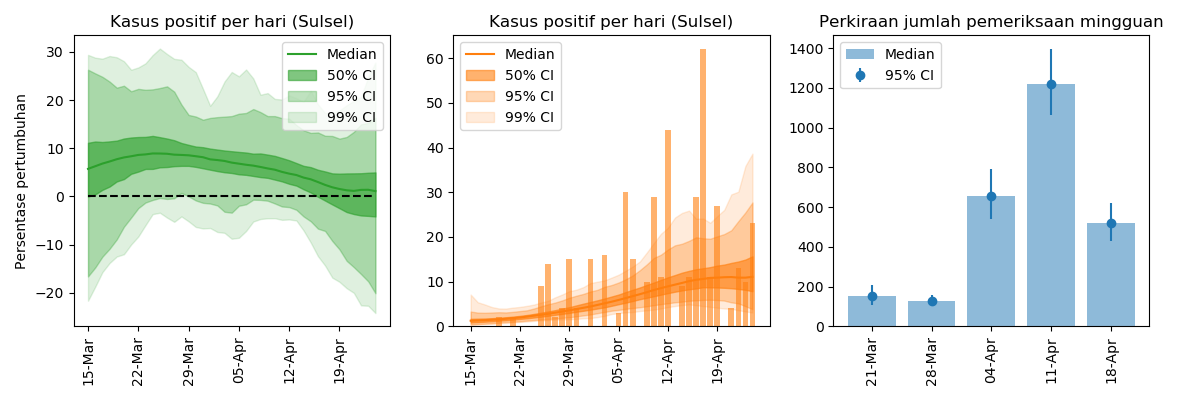 Kasus positif per hari (Sulsel)
Persentase pertumbuhan
30
20
10
0
−10
−20
Median
50% CI
95% CI
99% CI
15-Mar
22-Mar
29-Mar
05-Apr
12-Apr
19-Apr
Kasus positif per hari (Sulsel)
60
50
40
30
20
10
0
Median
50% CI
95% CI
99% CI
15-Mar
22-Mar
29-Mar
05-Apr
12-Apr
19-Apr
Perkiraan jumlah pemeriksaan mingguan
1400
1200
1000
800
600
400
200
0
Median
95% CI
21-Mar
28-Mar
04-Apr
11-Apr
18-Apr